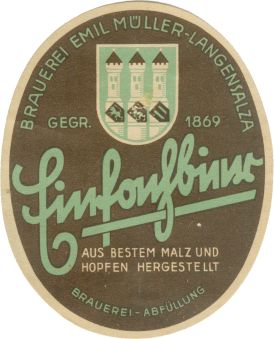 BRAUEREI EMIL MÜLLER-LANGENSALZA
GEGR. 1869
Einfachbier
AUS BESTEM MALZ UND
HOPFEN HERGESTELLT
BRAUEREI-ABFÜLLUNG